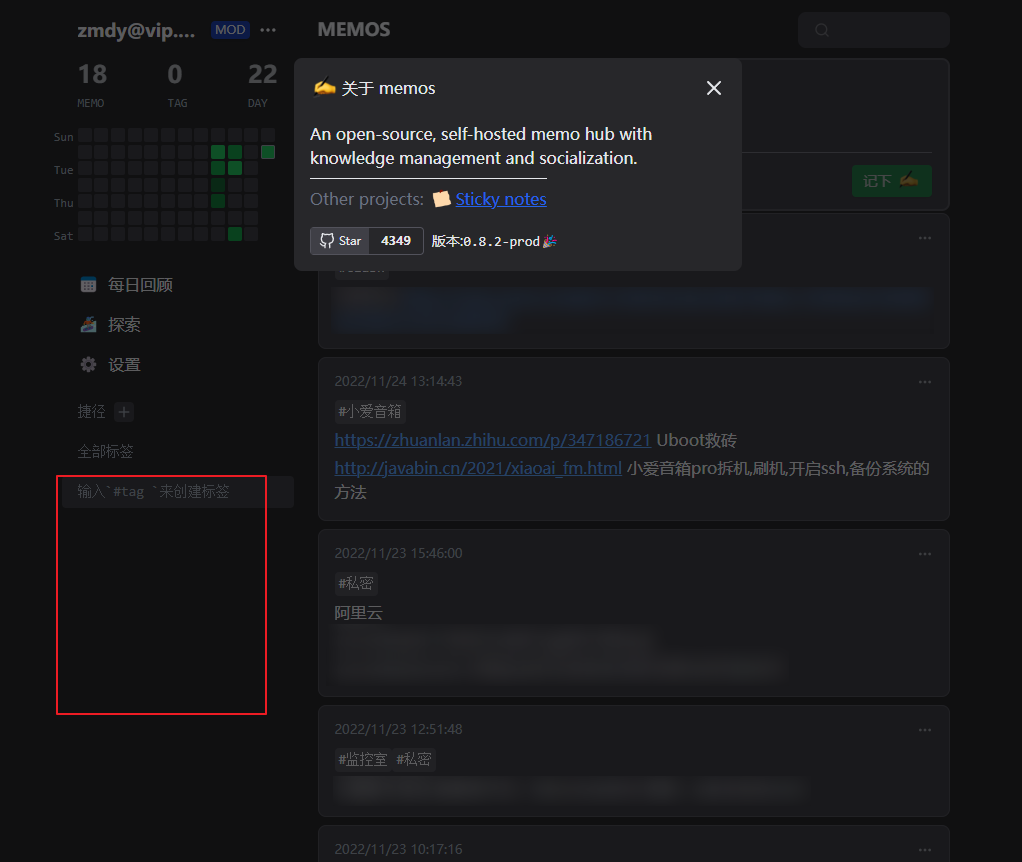 zmdy@vip.... MOD ···
MEMOS
18 0 22
MEMO TAG DAY
Sun
Tue
Thu
Sat
✍️ 关于 memos
An open-source, self-hosted memo hub with
knowledge management and socialization.
Other projects: Sticky notes
Star 4349 版本:0.8.2-prod🎉
记下 ✍️
每日回顾
探索
设置
捷径 +
全部标签
输入`#tag `来创建标签
2022/11/24 13:14:43
#小爱音箱
https://zhuanlan.zhihu.com/p/347186721 Uboot救砖
http://javabin.cn/2021/xiaoai_fm.html 小爱音箱pro拆机,刷机,开启ssh,备份系统的
方法
2022/11/23 15:46:00
#私密
阿里云
2022/11/23 12:51:48
#监控室 #私密
2022/11/23 10:17:16